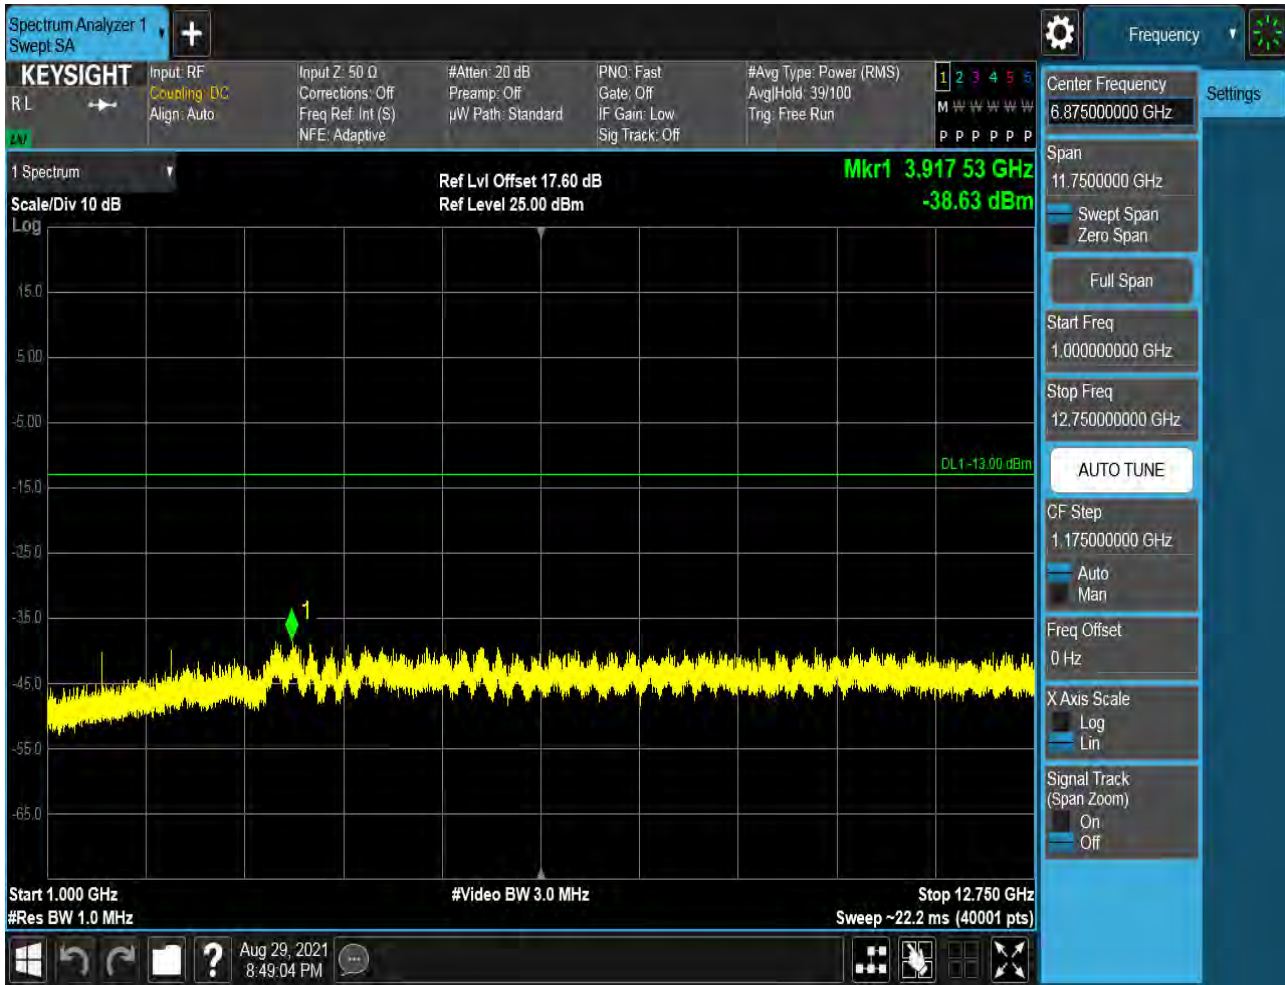 Spectrum Analyzer 1
Swept SA
+
Frequency
KEYSIGHT
R L
LNI
Input: RF
Coupling: DC
Align: Auto
Input Z: 50 Ω
Corrections: Off
Freq Ref: Int (S)
NFE: Adaptive
#Atten: 20 dB
Preamp: Off
µW Path: Standard
PNO: Fast
Gate: Off
IF Gain: Low
Sig Track: Off
#Avg Type: Power (RMS)
Avg|Hold: 39/100
Trig: Free Run
1 2 3 4 5 6
M W W W W W
P P P P P P
1 Spectrum
Scale/Div 10 dB
Log
Ref Lvl Offset 17.60 dB
Ref Level 25.00 dBm
Mkr1 3.917 53 GHz
-38.63 dBm
15.0
5.00
-5.00
-15.0
-25.0
-35.0
-45.0
-55.0
-65.0
DL1 -13.00 dBm
1
Start 1.000 GHz
#Res BW 1.0 MHz
#Video BW 3.0 MHz
Stop 12.750 GHz
Sweep ~22.2 ms (40001 pts)
Center Frequency
6.875000000 GHz
Settings
Span
11.7500000 GHz
Swept Span
Zero Span
Full Span
Start Freq
1.000000000 GHz
Stop Freq
12.750000000 GHz
AUTO TUNE
CF Step
1.175000000 GHz
Auto
Man
Freq Offset
0 Hz
X Axis Scale
Log
Lin
Signal Track
(Span Zoom)
On
Off
?
Aug 29, 2021
8:49:04 PM